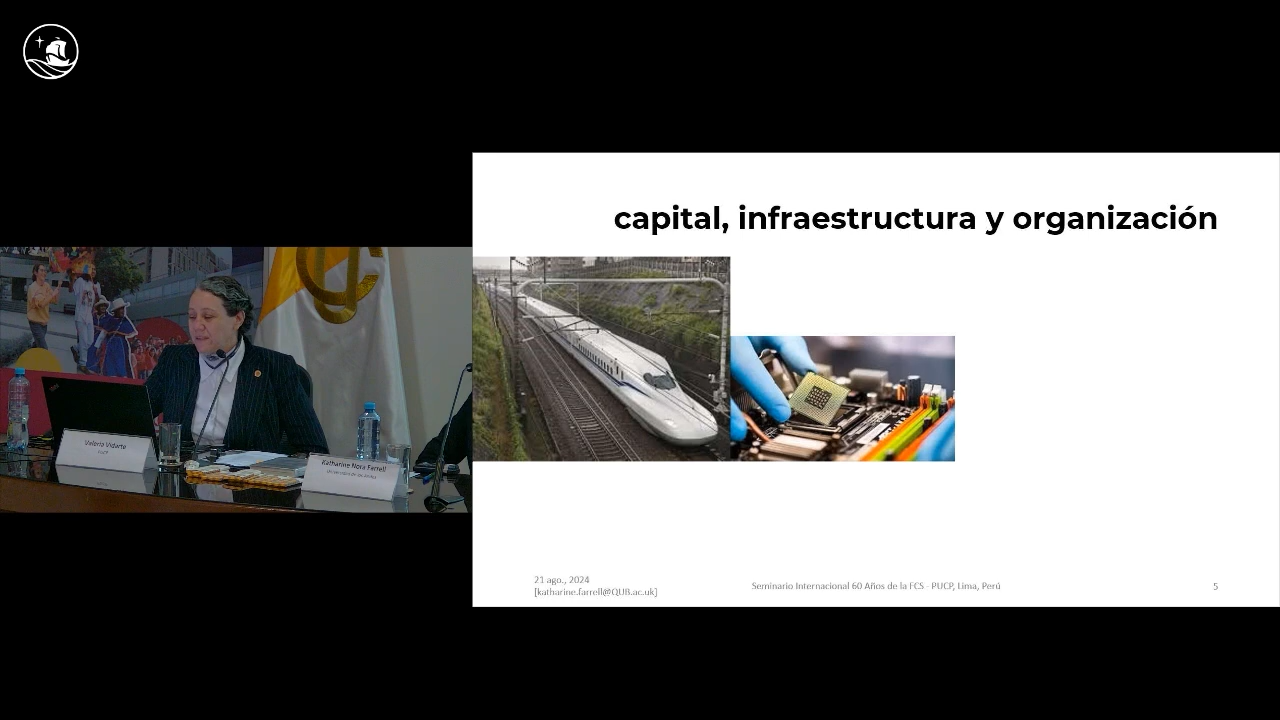 capital, infraestructura y organización
Valeria Vidarte
PUCP
Katharine Nora Farrell
21 ago., 2024
[katharine.farrell@QUB.ac.uk]
Seminario Internacional 60 Años de la FCS - PUCP, Lima, Perú
5